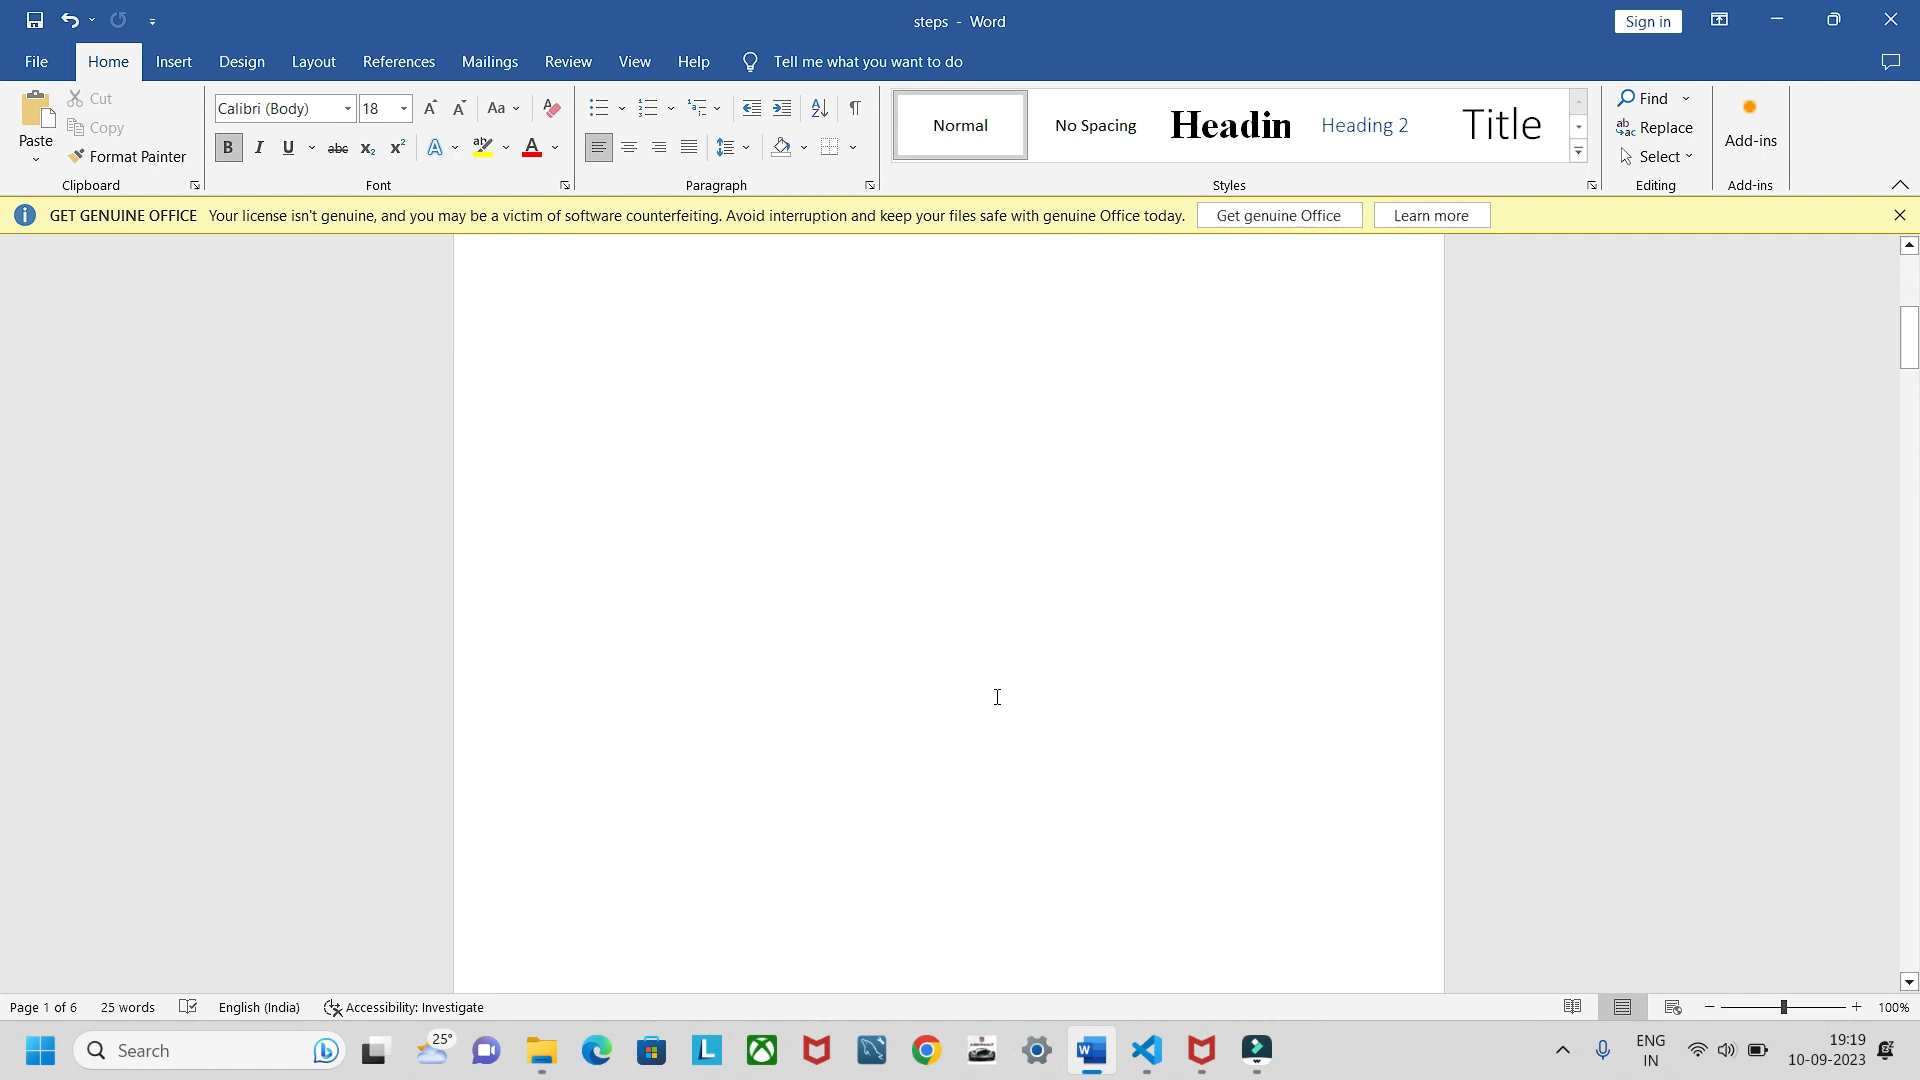 steps - Word
Sign in
File Home Insert Design Layout References Mailings Review View Help Tell me what you want to do
Paste
Cut
Copy
Format Painter
Clipboard
Calibri (Body) 18
Font
Paragraph
Normal No Spacing Headin Heading 2 Title
Styles
Find
Replace
Select
Editing
Add-ins
Add-ins
GET GENUINE OFFICE Your license isn't genuine, and you may be a victim of software counterfeiting. Avoid interruption and keep your files safe with genuine Office today. Get genuine Office Learn more
Page 1 of 6 25 words English (India) Accessibility: Investigate 100%
Search
25°
ENG
IN
19:19
10-09-2023